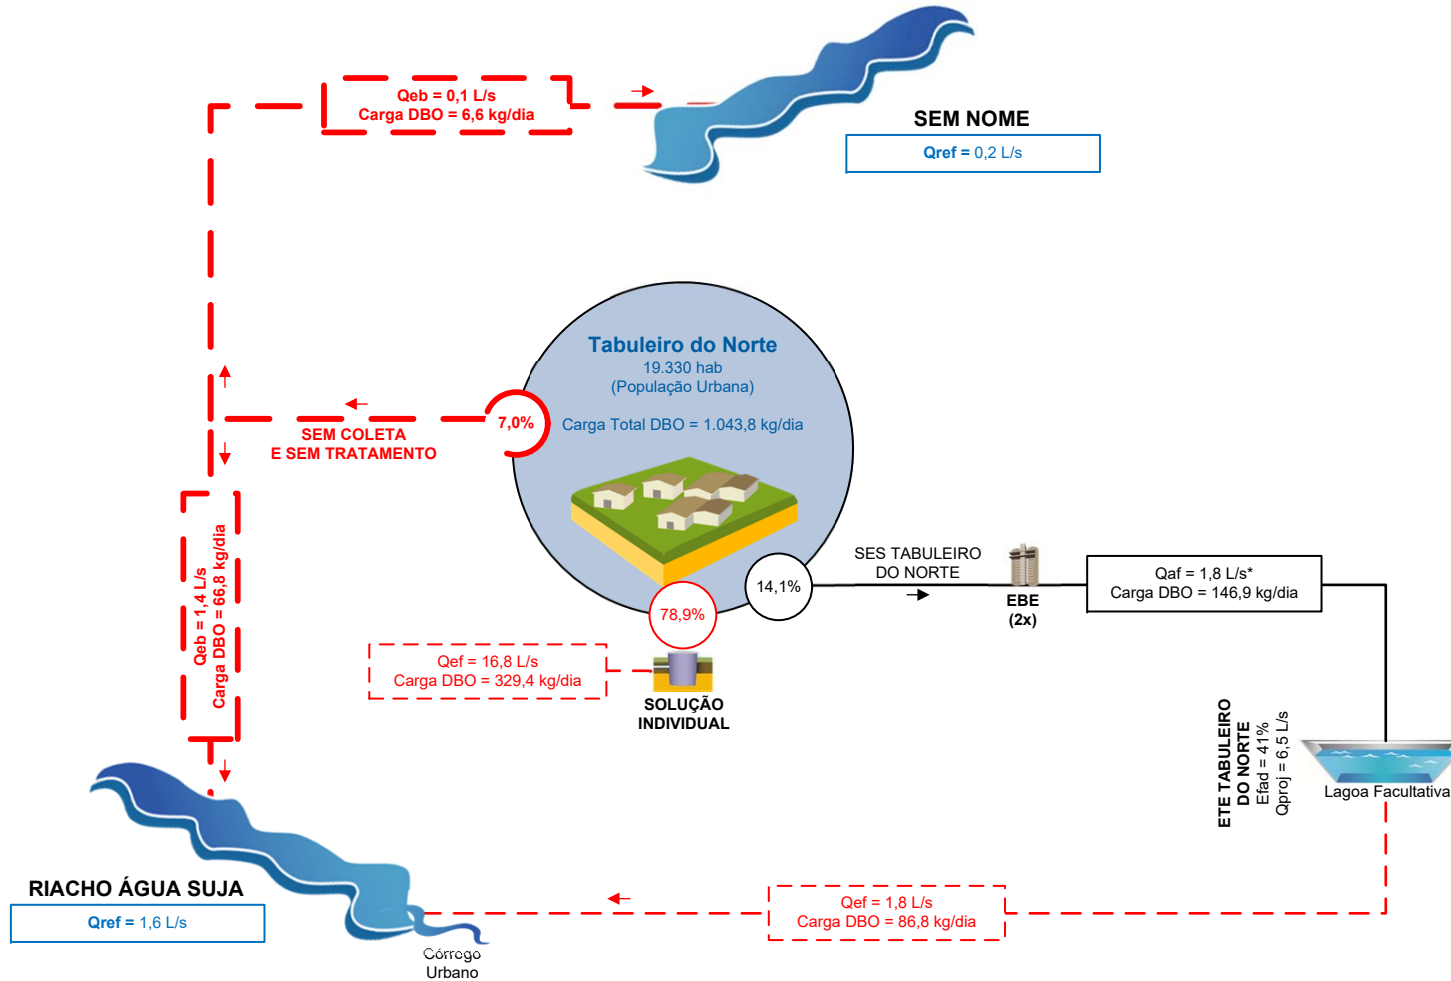 Qeb = 0,1 L/s
Carga DBO = 6,6 kg/dia
SEM NOME
Qref = 0,2 L/s
Tabuleiro do Norte
19.330 hab
(População Urbana)
Carga Total DBO = 1.043,8 kg/dia
7,0%
SEM COLETA
E SEM TRATAMENTO
Qeb = 1,4 L/s
Carga DBO = 66,8 kg/dia
14,1%
SES TABULEIRO
DO NORTE
EBE
(2x)
Qaf = 1,8 L/s*
Carga DBO = 146,9 kg/dia
78,9%
Qef = 16,8 L/s
Carga DBO = 329,4 kg/dia
SOLUÇÃO
INDIVIDUAL
ETE TABULEIRO
DO NORTE
Efad = 41%
Qproj = 6,5 L/s
Lagoa Facultativa
RIACHO ÁGUA SUJA
Qref = 1,6 L/s
Qef = 1,8 L/s
Carga DBO = 86,8 kg/dia
Córrego
Urbano